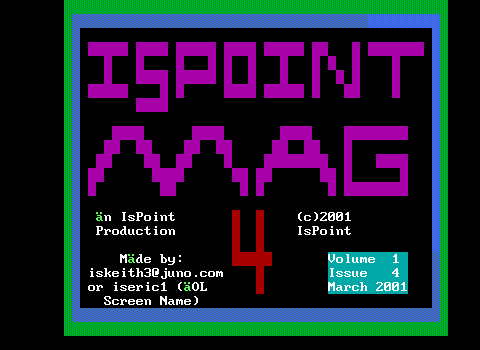 ISPOINT
MAG
4
än IsPoint
Production
(c)2001
IsPoint
Mäde by:
iskeith3@juno.com
or iseric1 (äOL
Screen Name)
Volume 1
Issue 4
March 2001